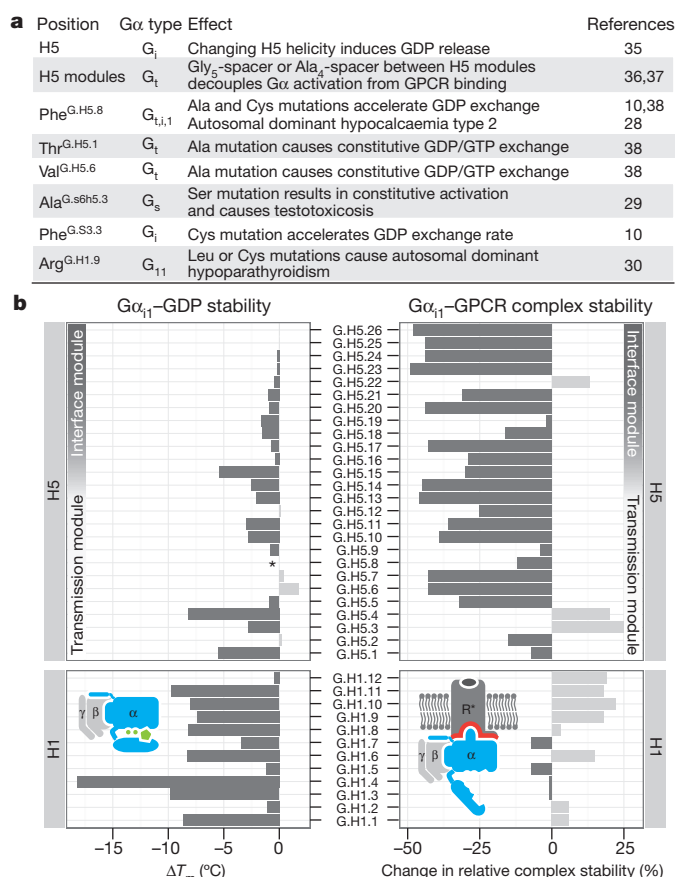 a
Position Gα type Effect References
H5 Gi Changing H5 helicity induces GDP release 35
H5 modules Gt Gly5-spacer or Ala4-spacer between H5 modules decouples Gα activation from GPCR binding 36,37
Phe^G.H5.8 Gt,i,1 Ala and Cys mutations accelerate GDP exchange 10,38
Autosomal dominant hypocalcaemia type 2 28
Thr^G.H5.1 Gt Ala mutation causes constitutive GDP/GTP exchange 38
Val^G.H5.6 Gt Ala mutation causes constitutive GDP/GTP exchange 38
Ala^G.s6h5.3 Gs Ser mutation results in constitutive activation and causes testotoxicosis 29
Phe^G.S3.3 Gi Cys mutation accelerates GDP exchange rate 10
Arg^G.H1.9 G11 Leu or Cys mutations cause autosomal dominant hypoparathyroidism 30
b
Gαi1–GDP stability
Gαi1–GPCR complex stability
H5
Interface module
Transmission module
G.H5.26
G.H5.25
G.H5.24
G.H5.23
G.H5.22
G.H5.21
G.H5.20
G.H5.19
G.H5.18
G.H5.17
G.H5.16
G.H5.15
G.H5.14
G.H5.13
G.H5.12
G.H5.11
G.H5.10
G.H5.9
G.H5.8
*
G.H5.7
G.H5.6
G.H5.5
G.H5.4
G.H5.3
G.H5.2
G.H5.1
Interface module
Transmission module
H5
H1
γ β α
G.H1.12
G.H1.11
G.H1.10
G.H1.9
G.H1.8
G.H1.7
G.H1.6
G.H1.5
G.H1.4
G.H1.3
G.H1.2
G.H1.1
R*
γ β α
H1
−15 −10 −5 0
ΔTm (ºC)
−50 −25 0 25
Change in relative complex stability (%)